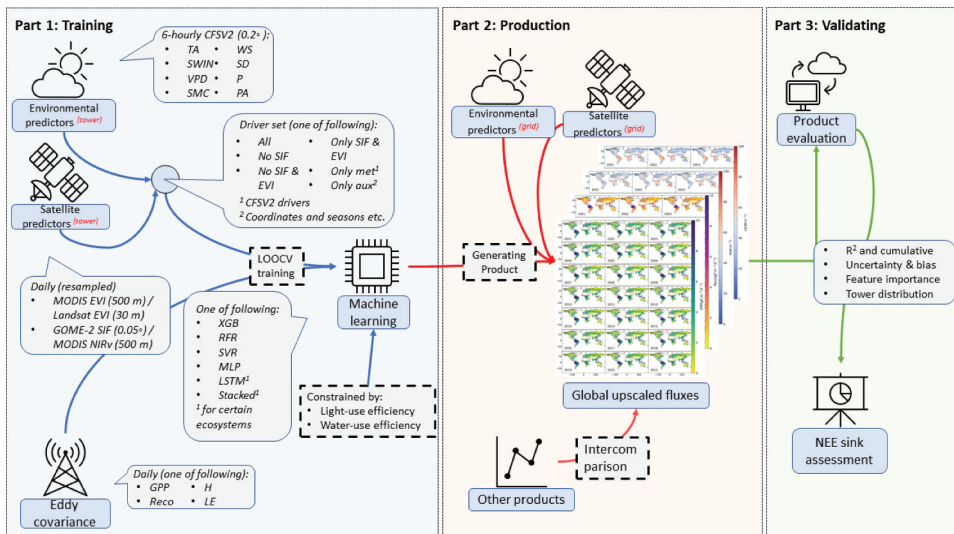 Part 1: Training
6-hourly CFSV2 (0.2°):
• TA • WS
• SWIN • SD
• VPD • P
• SMC • PA
Environmental
predictors (tower)
Driver set (one of following):
• All • Only SIF &
• No SIF EVI
• No SIF & • Only met¹
EVI • Only aux²
¹ CFSV2 drivers
² Coordinates and seasons etc.
Satellite
predictors (tower)
LOOCV
training
Machine
learning
Daily (resampled)
• MODIS EVI (500 m) /
Landsat EVI (30 m)
• GOME-2 SIF (0.05°) /
MODIS NIRv (500 m)
One of following:
• XGB
• RFR
• SVR
• MLP
• LSTM¹
• Stacked¹
¹ for certain
ecosystems
Constrained by:
• Light-use efficiency
• Water-use efficiency
Daily (one of following):
• GPP • H
• Reco • LE
Eddy
covariance
Part 2: Production
Environmental
predictors (grid)
Satellite
predictors (grid)
Generating
Product
Global upscaled fluxes
Intercom
parison
Other products
Part 3: Validating
Product
evaluation
• R² and cumulative
• Uncertainty & bias
• Feature importance
• Tower distribution
NEE sink
assessment